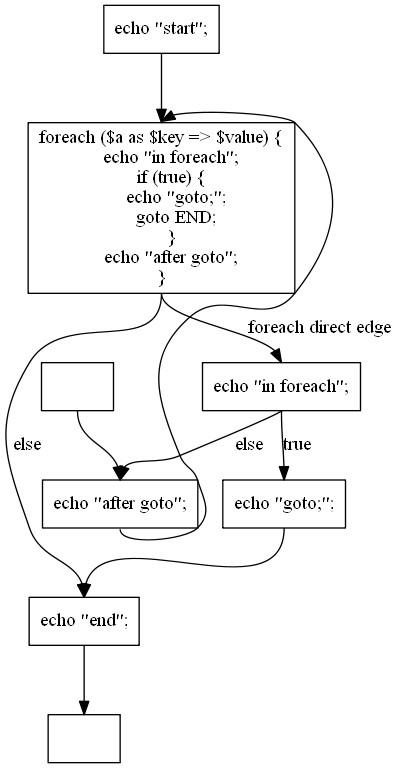 echo "start";
foreach ($a as $key => $value) {
echo "in foreach";
if (true) {
echo "goto;";
goto END;
}
echo "after goto";
}
foreach direct edge
echo "in foreach";
else
else
true
echo "after goto";
echo "goto;";
echo "end";